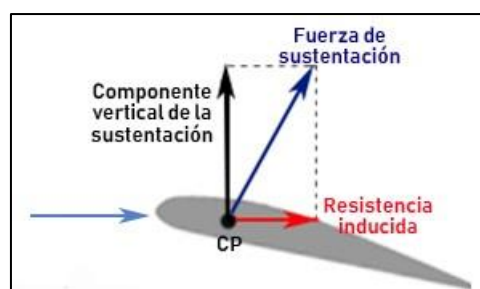 Fuerza de
sustentación
Componente
vertical de la
sustentación
Resistencia
inducida
CP